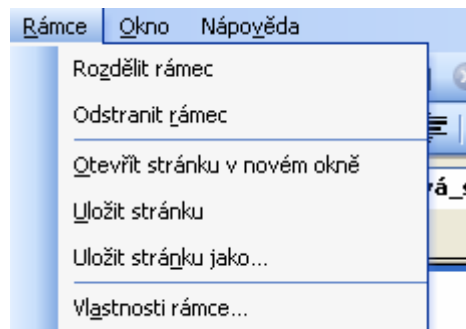 Rámce Okno Nápověda
Rozdělit rámec
Odstranit rámec
Otevřít stránku v novém okně
Uložit stránku
Uložit stránku jako...
Vlastnosti rámce...